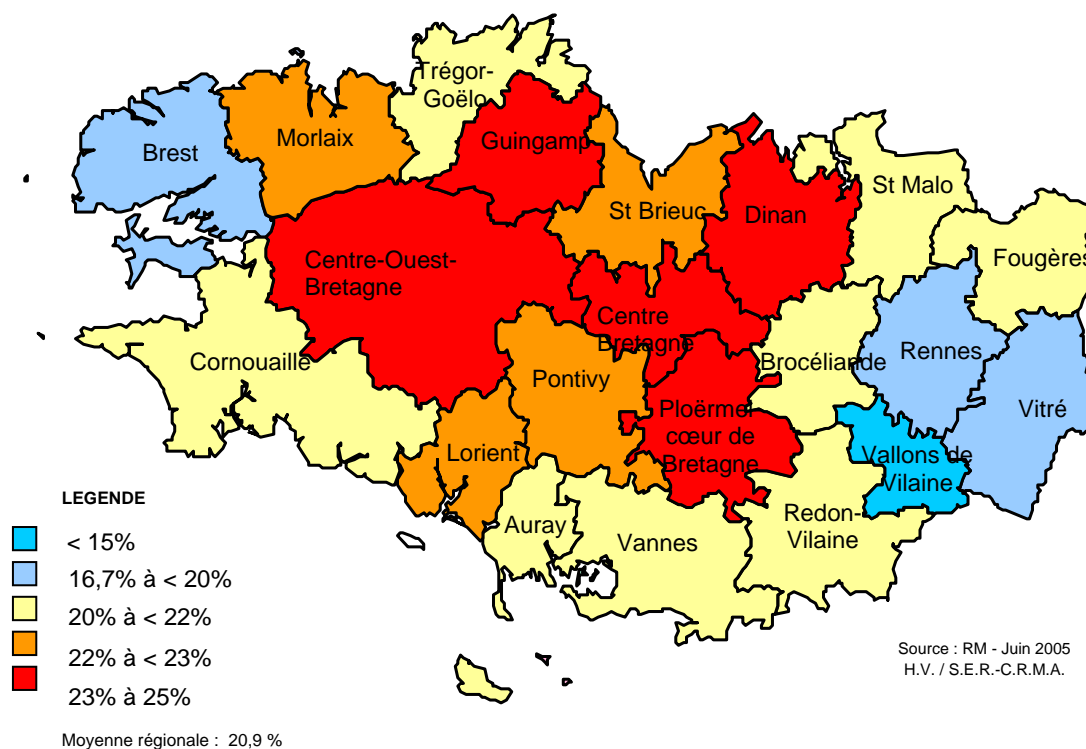 Trégor-
Goëlo
Morlaix
Guingamp
Brest
St Malo
St Brieuc
Dinan
Fougères
Centre-Ouest-
Bretagne
Centre
Bretagne
Rennes
Cornouaille
Brocéliande
Pontivy
Ploërmel
cœur de
Bretagne
Vitré
Lorient
Vallons de
Vilaine
Auray
Vannes
Redon-
Vilaine
LEGENDE
< 15%
16,7% à < 20%
20% à < 22%
22% à < 23%
23% à 25%
Moyenne régionale : 20,9 %
Source : RM - Juin 2005
H.V. / S.E.R.-C.R.M.A.